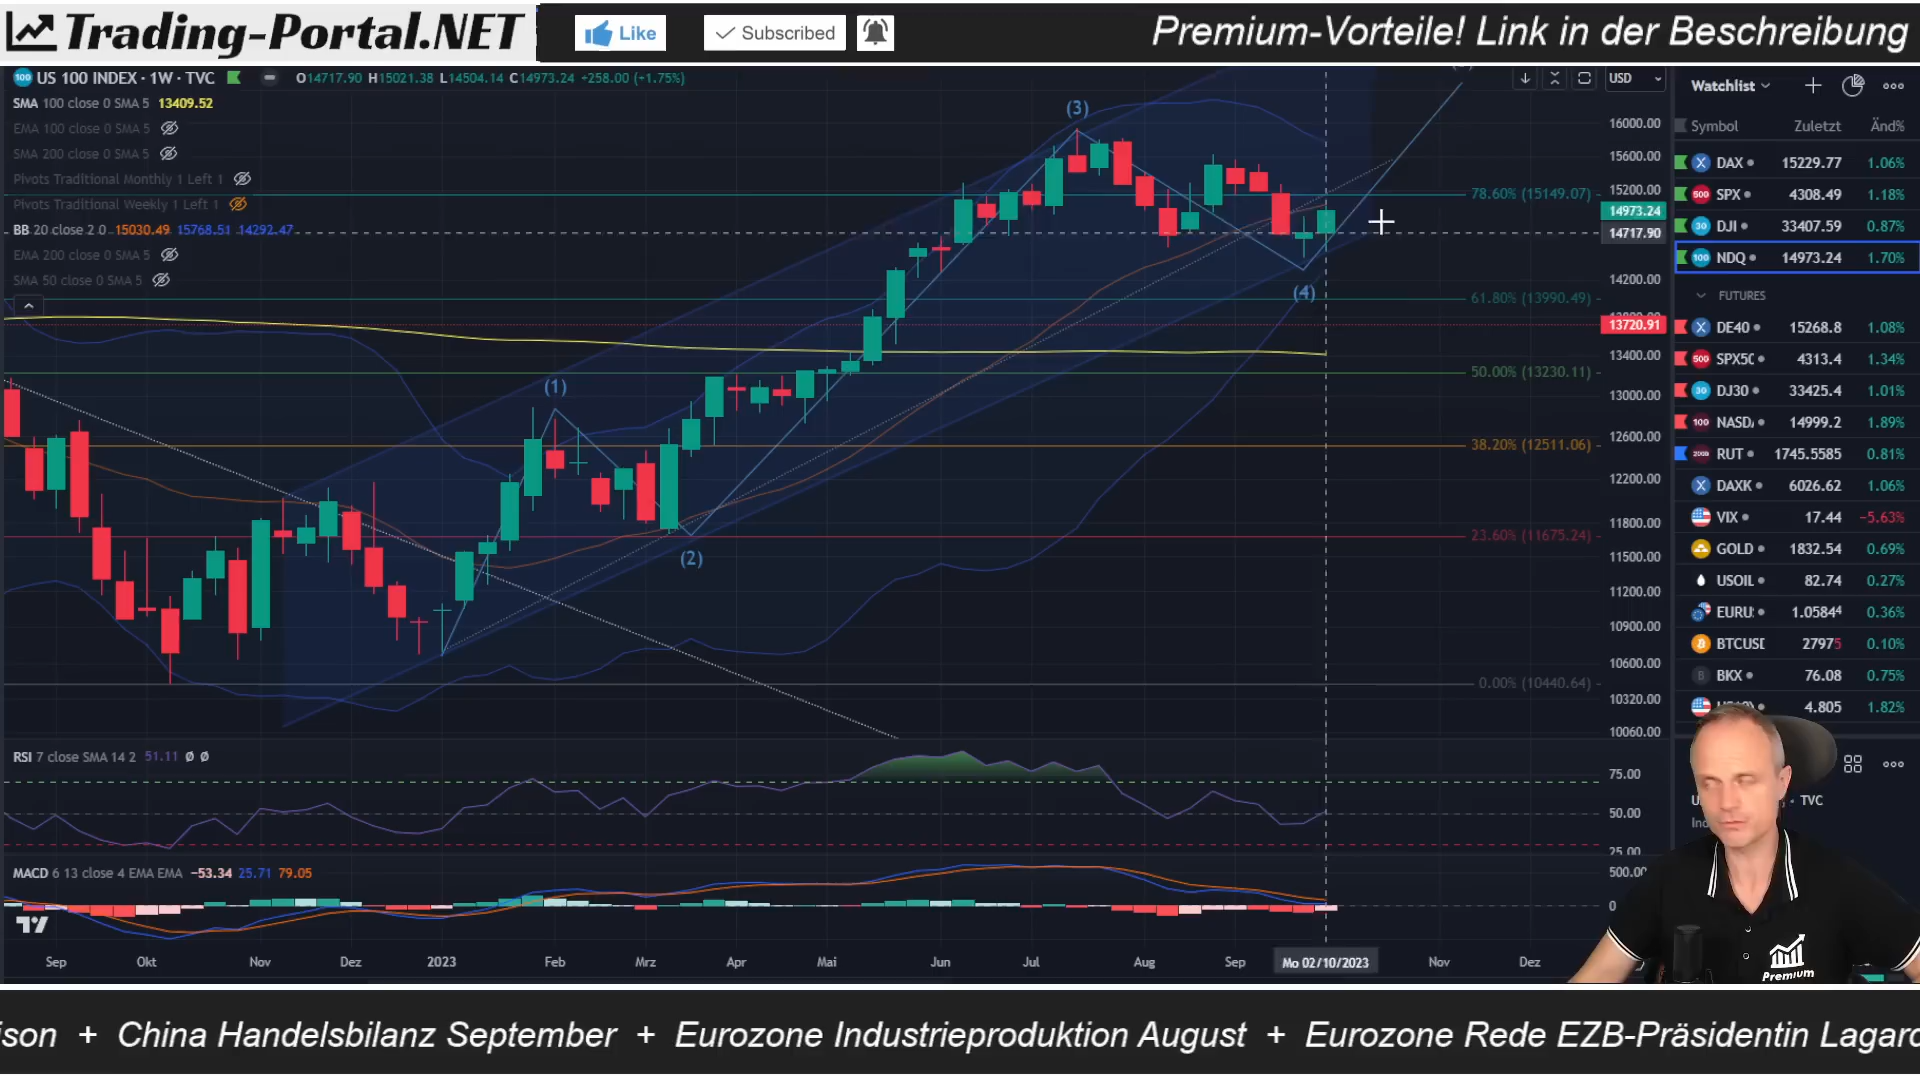 Trading-Portal.NET
Like
Subscribed
Premium-Vorteile! Link in der Beschreibung
US 100 INDEX · 1W · TVC
O14717.90 H15021.38 L14504.14 C14973.24 +258.00 (+1.75%)
USD
SMA 100 close 0 SMA 5 13409.52
EMA 100 close 0 SMA 5
SMA 200 close 0 SMA 5
Pivots Traditional Monthly 1 Left 1
Pivots Traditional Weekly 1 Left 1
BB 20 close 2 0 15030.49 15768.51 14292.47
EMA 200 close 0 SMA 5
SMA 50 close 0 SMA 5
(1)
(2)
(3)
(4)
78.60% (15149.07)
61.80% (13990.49)
50.00% (13230.11)
38.20% (12511.06)
23.60% (11675.24)
0.00% (10440.64)
16000.00
15600.00
15200.00
14973.24
14717.90
14200.00
13720.91
13400.00
13000.00
12600.00
12200.00
11800.00
11500.00
11200.00
10900.00
10600.00
10320.00
10060.00
RSI 7 close SMA 14 2 51.11 Ø Ø
75.00
50.00
25.00
MACD 6 13 close 4 EMA EMA −53.34 25.71 79.05
0
Sep Okt Nov Dez 2023 Feb Mrz Apr Mai Jun Jul Aug Sep Mo 02/10/2023 Nov Dez
Watchlist
Symbol Zuletzt Änd%
DAX 15229.77 1.06%
SPX 4308.49 1.18%
DJI 33407.59 0.87%
NDQ 14973.24 1.70%
FUTURES
DE40 15268.8 1.08%
SPX5 4313.4 1.34%
DJ30 33425.4 1.01%
NASD 14999.2 1.89%
RUT 1745.5585 0.81%
DAXK 6026.62 1.06%
VIX 17.44 −5.63%
GOLD 1832.54 0.69%
USOIL 82.74 0.27%
EURU 1.05844 0.36%
BTCUSD 27975 0.10%
BKX 76.08 0.75%
4.805 1.82%
TVC
Premium
ison + China Handelsbilanz September + Eurozone Industrieproduktion August + Eurozone Rede EZB-Präsidentin Lagard